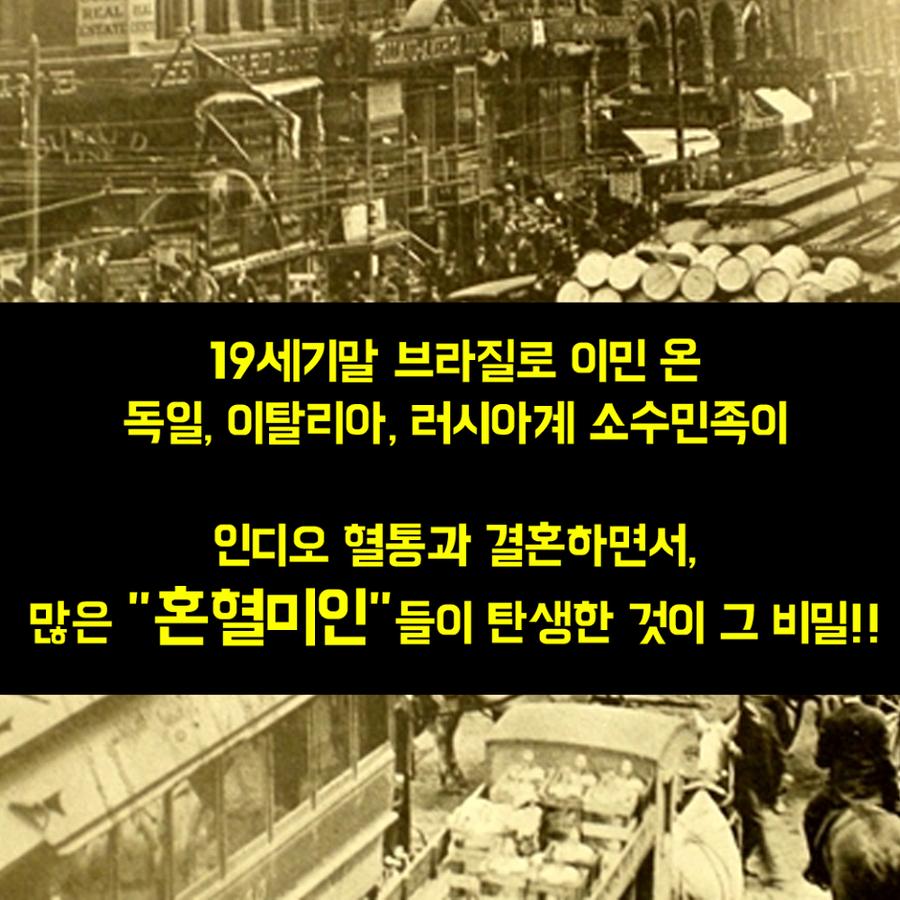 REAL
ESTATE
19세기말 브라질로 이민 온
독일, 이탈리아, 러시아계 소수민족이
인디오 혈통과 결혼하면서,
많은 "혼혈미인"들이 탄생한 것이 그 비밀!!